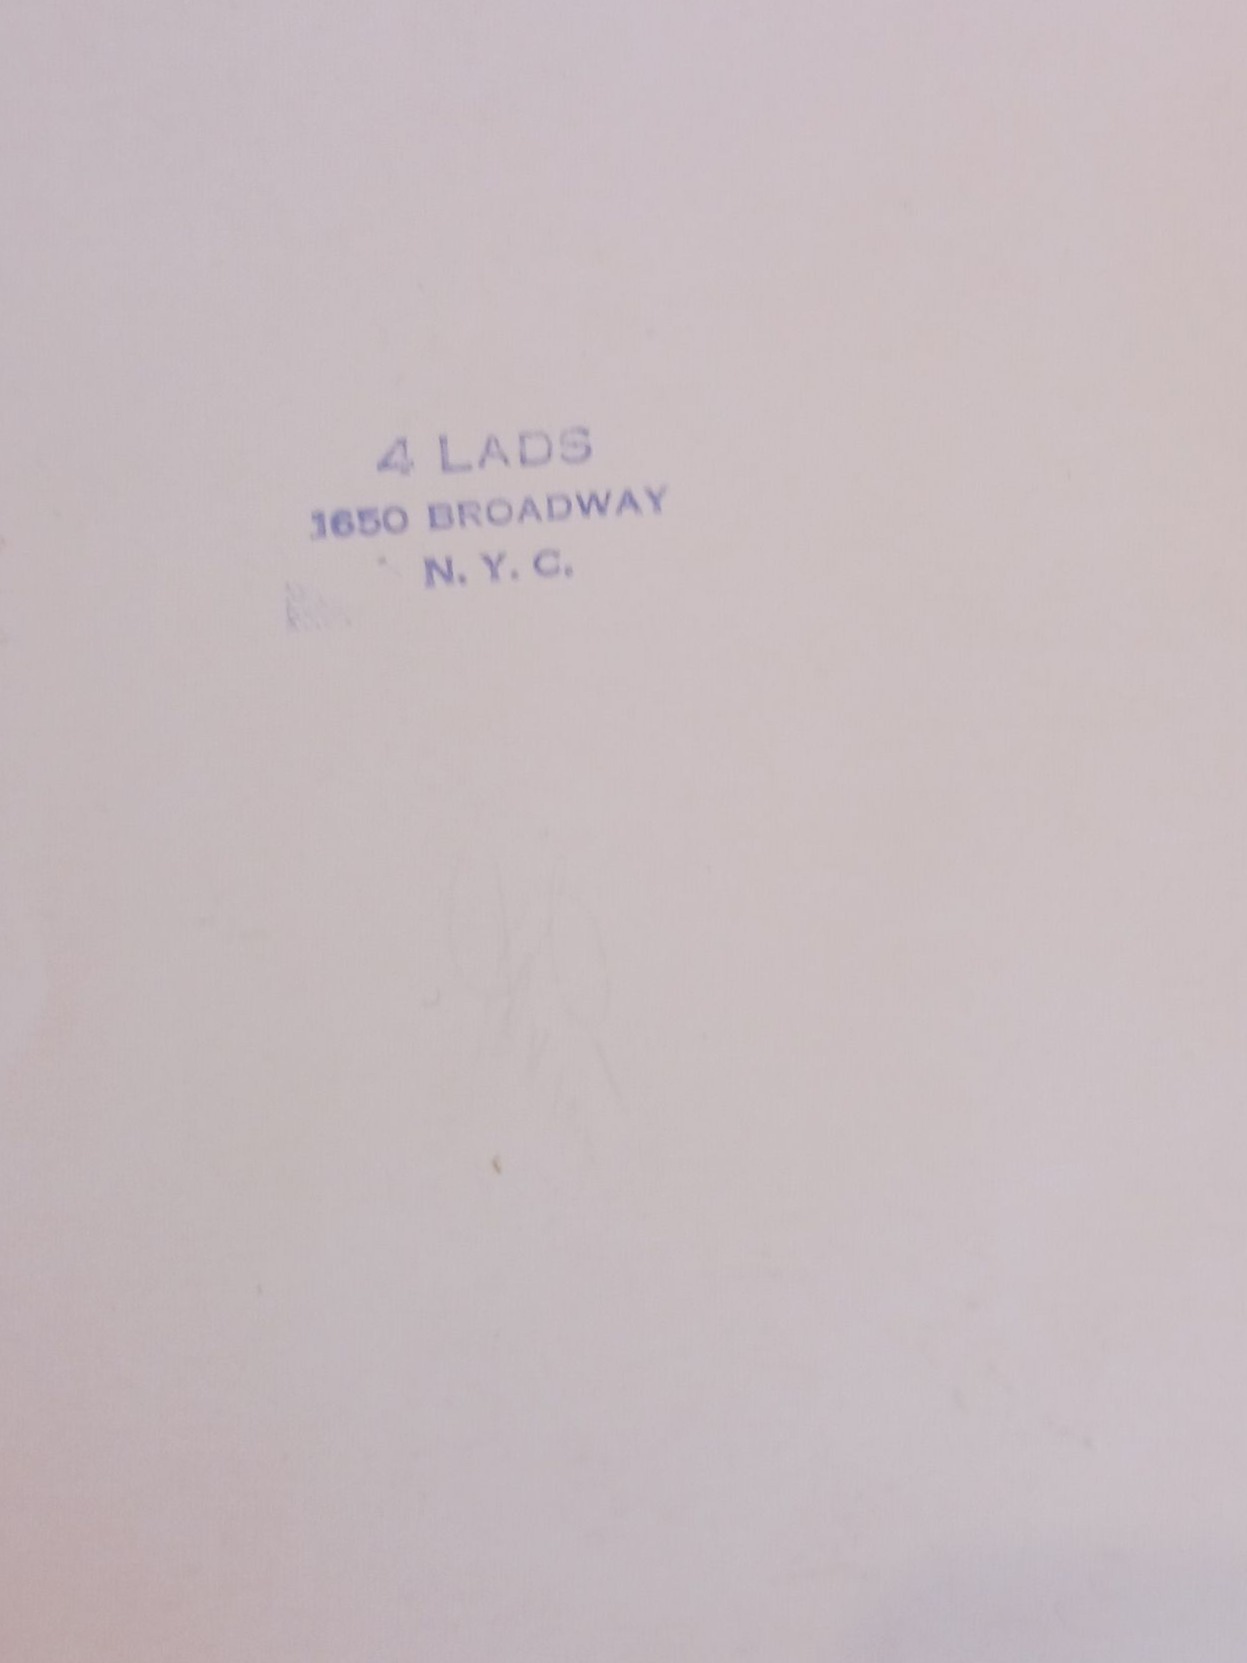 4 LADS
1650 BROADWAY
N. Y. C.